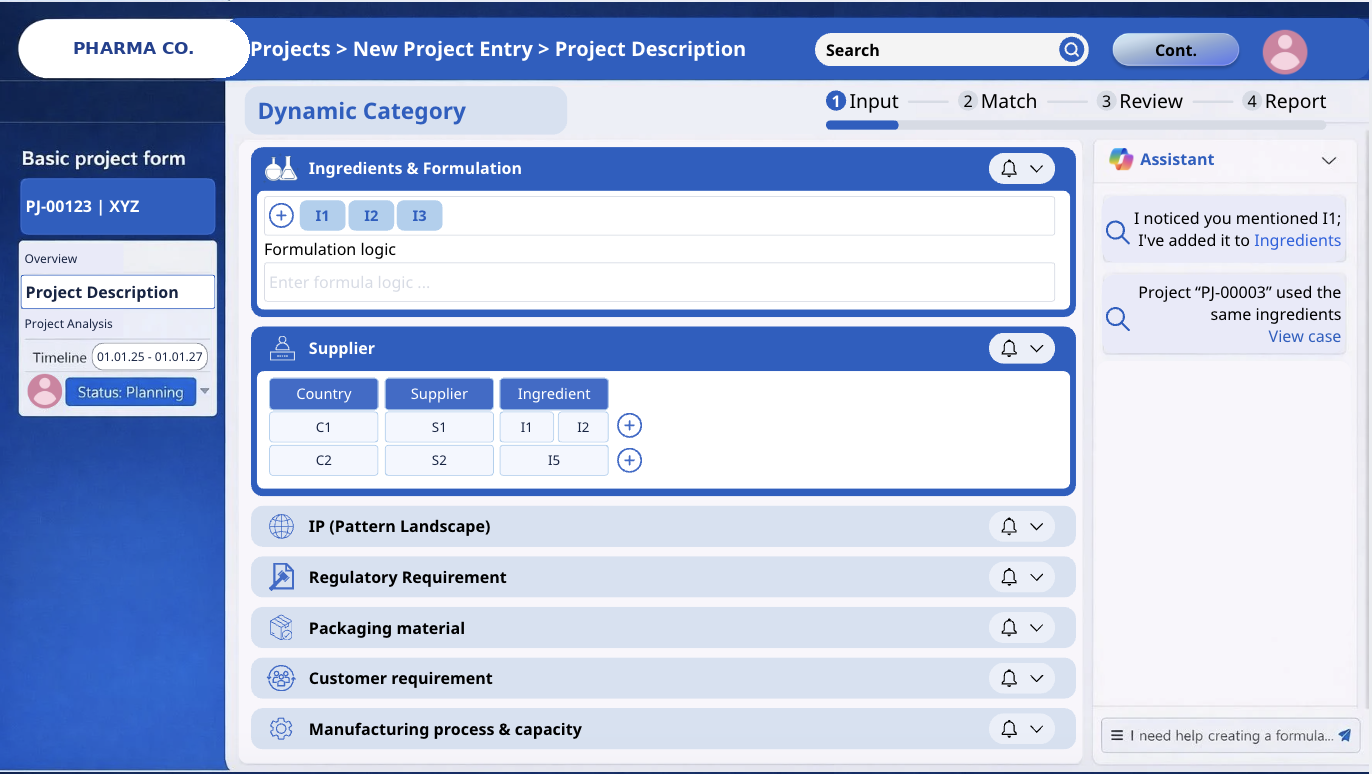 PHARMA CO.
Projects > New Project Entry > Project Description
Search
Cont.
Dynamic Category
1 Input
2 Match
3 Review
4 Report
Basic project form
PJ-00123 | XYZ
Overview
Project Description
Project Analysis
Timeline 01.01.25 - 01.01.27
Status: Planning
Ingredients & Formulation
I1 I2 I3
Formulation logic
Enter formula logic ...
Supplier
Country Supplier Ingredient
C1 S1 I1 I2
C2 S2 I5
IP (Pattern Landscape)
Regulatory Requirement
Packaging material
Customer requirement
Manufacturing process & capacity
Assistant
I noticed you mentioned I1;
I've added it to Ingredients
Project “PJ-00003” used the
same ingredients
View case
I need help creating a formula...